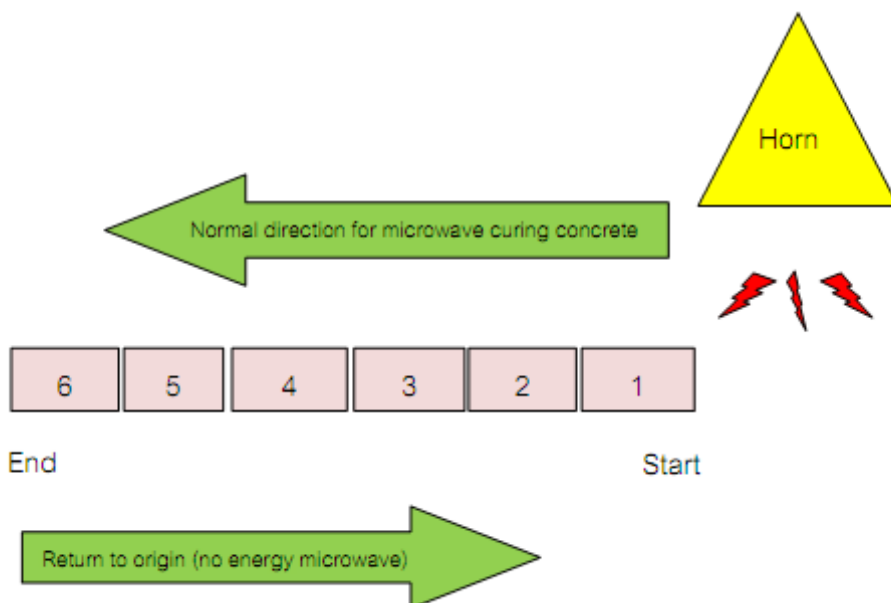 Horn
Normal direction for microwave curing concrete
6 5 4 3 2 1
End Start
Return to origin (no energy microwave)